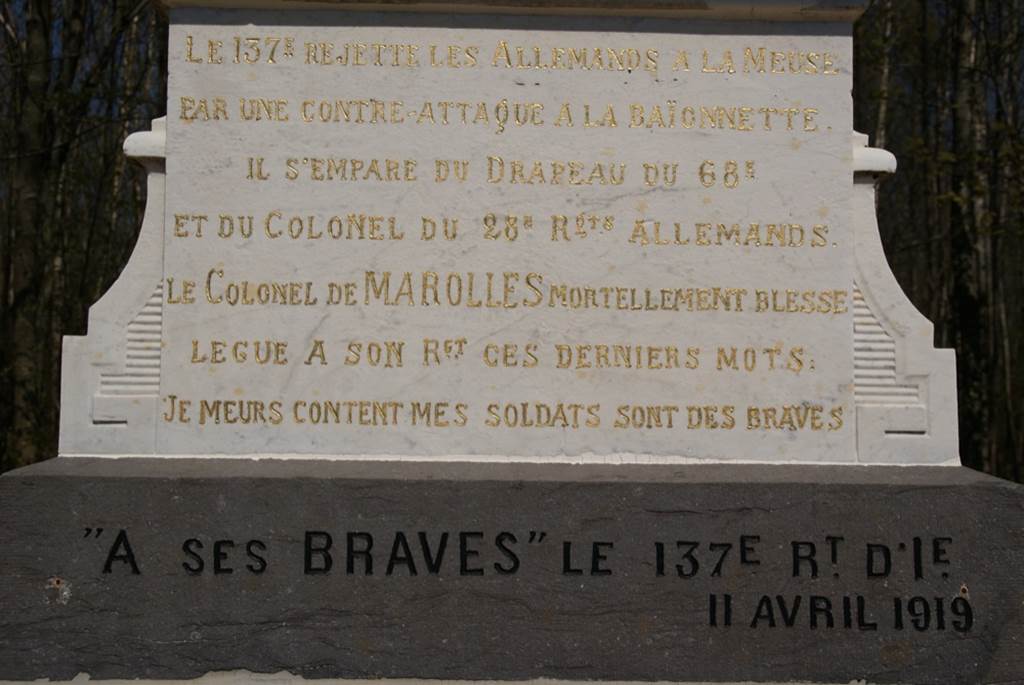 LE 137E REJETTE LES ALLEMANDS A LA MEUSE
PAR UNE CONTRE-ATTAQUE A LA BAÏONNETTE.
IL S'EMPARE DU DRAPEAU DU 68E
ET DU COLONEL DU 28E RGTS ALLEMANDS.
LE COLONEL DE MAROLLES MORTELLEMENT BLESSE
LEGUE A SON RGT CES DERNIERS MOTS:
JE MEURS CONTENT MES SOLDATS SONT DES BRAVES
"A SES BRAVES" LE 137E RT D'IE
11 AVRIL 1919